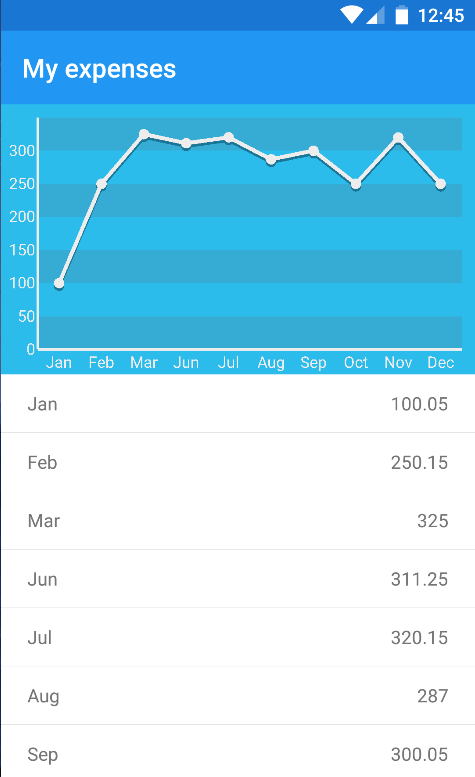 12:45
My expenses
300
250
200
150
100
50
0
Jan Feb Mar Jun Jul Aug Sep Oct Nov Dec
Jan 100.05
Feb 250.15
Mar 325
Jun 311.25
Jul 320.15
Aug 287
Sep 300.05